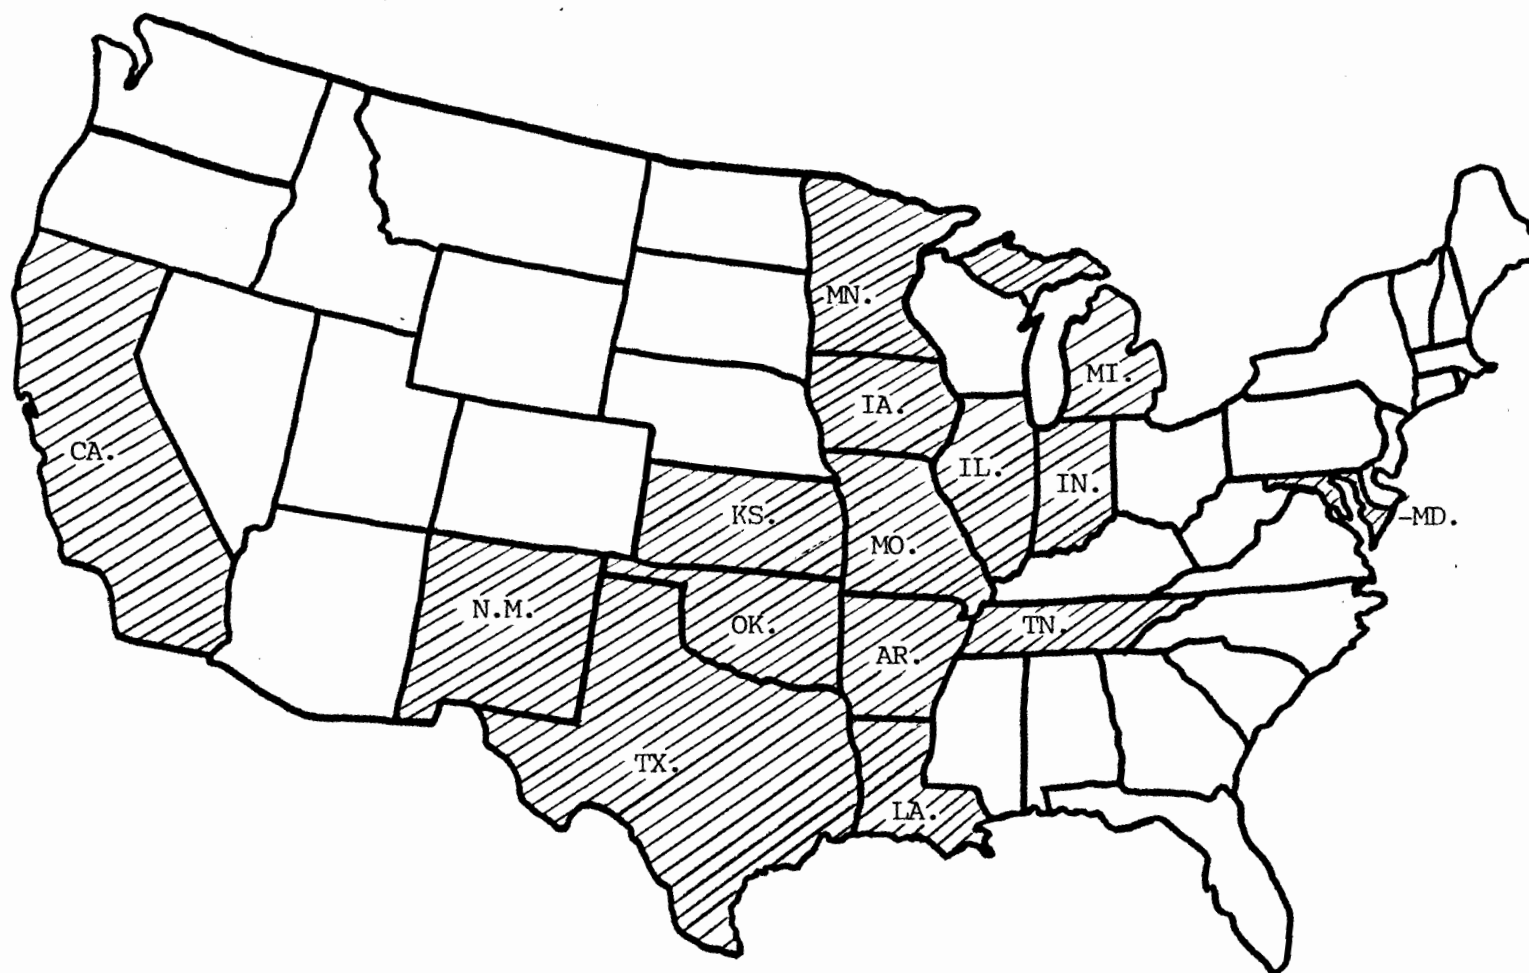 MN.
MI.
IA.
CA.
IL.
IN.
KS.
-MD.
MO.
N.M.
OK.
TN.
AR.
TX.
LA.